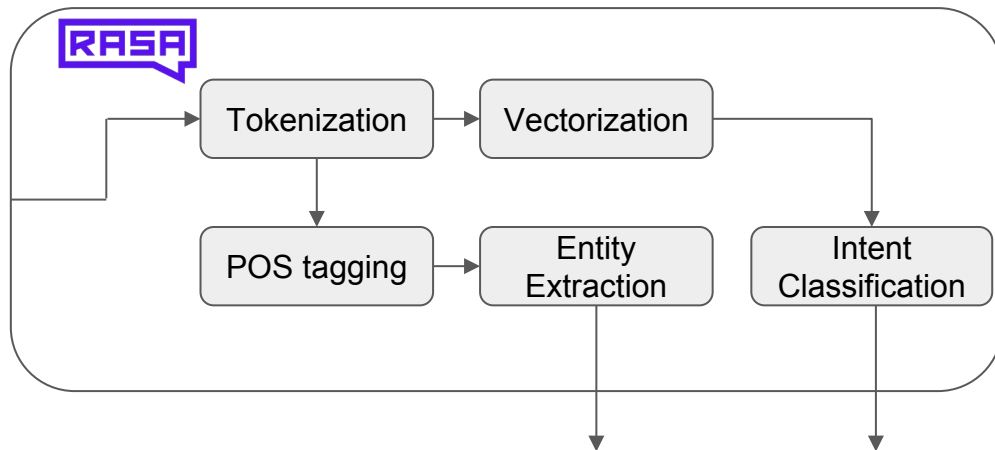 RASA
Tokenization
Vectorization
POS tagging
Entity
Extraction
Intent
Classification